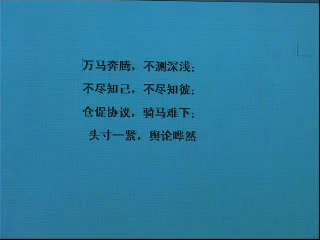 万马奔腾，不测深浅；
不尽知己，不尽知彼；
仓促协议，骑马难下；
头寸一紧，舆论哗然